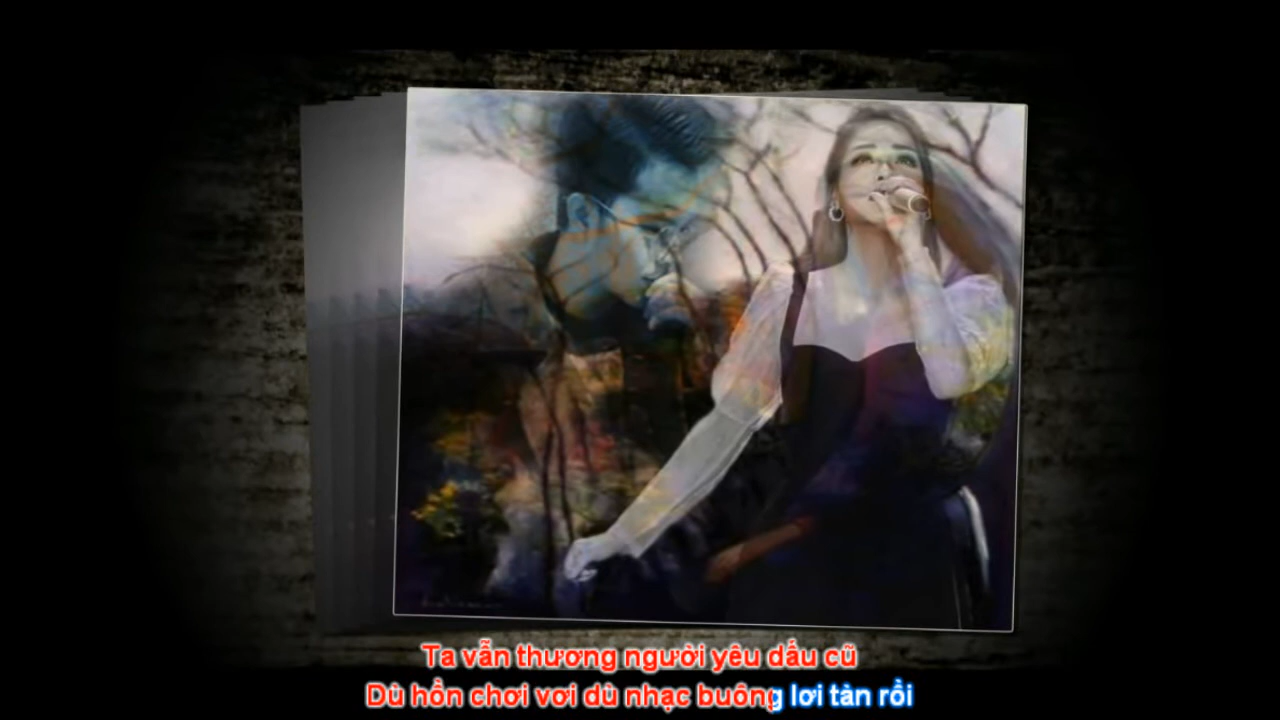 Ta vẫn thương người yêu dấu cũ
Dù hồn chơi vơi dù nhạc buông lơi tàn rồi